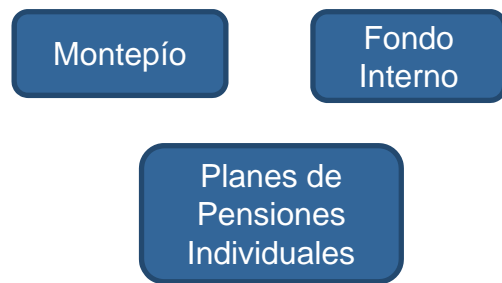 Montepío
Fondo
Interno
Planes de
Pensiones
Individuales